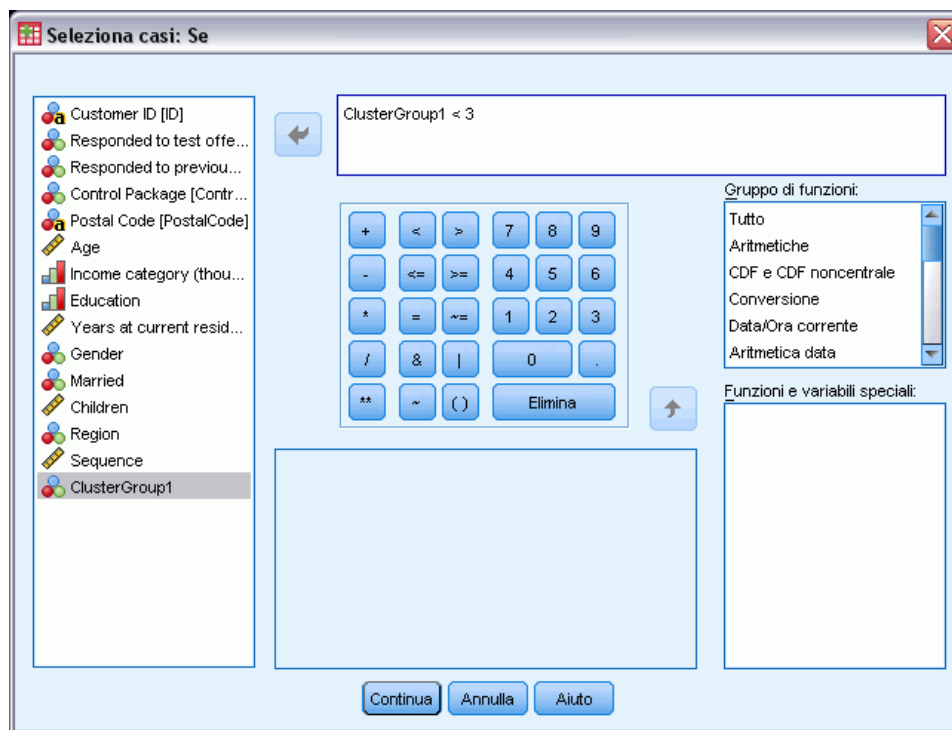 Seleziona casi: Se
Customer ID [ID]
Responded to test offe...
Responded to previou...
Control Package [Contr...
Postal Code [PostalCode]
Age
Income category (thou...
Education
Years at current resid...
Gender
Married
Children
Region
Sequence
ClusterGroup1
ClusterGroup1 < 3
+ < > 7 8 9
- <= >= 4 5 6
* = ~= 1 2 3
/ & | 0 .
** ~ ( ) Elimina
Gruppo di funzioni:
Tutto
Aritmetiche
CDF e CDF noncentrale
Conversione
Data/Ora corrente
Aritmetica data
Funzioni e variabili speciali:
Continua Annulla Aiuto